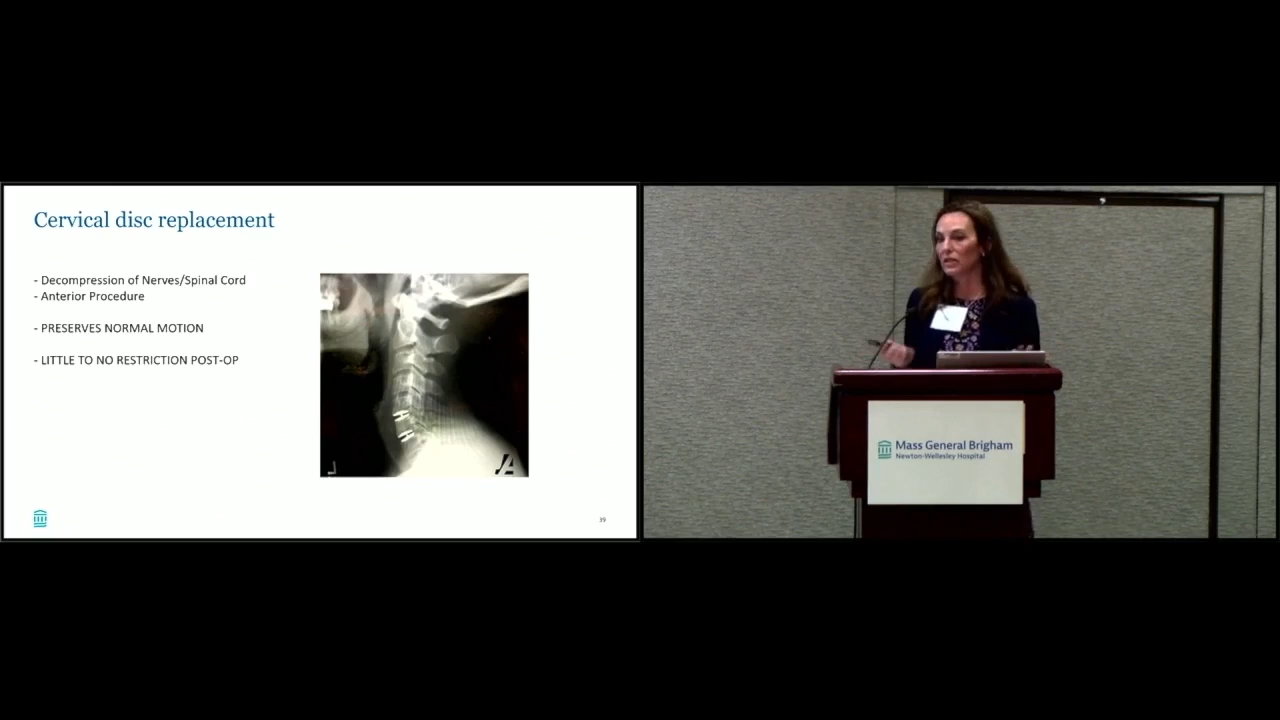 Cervical disc replacement
- Decompression of Nerves/Spinal Cord
- Anterior Procedure
- PRESERVES NORMAL MOTION
- LITTLE TO NO RESTRICTION POST-OP
39
Mass General Brigham
Newton-Wellesley Hospital